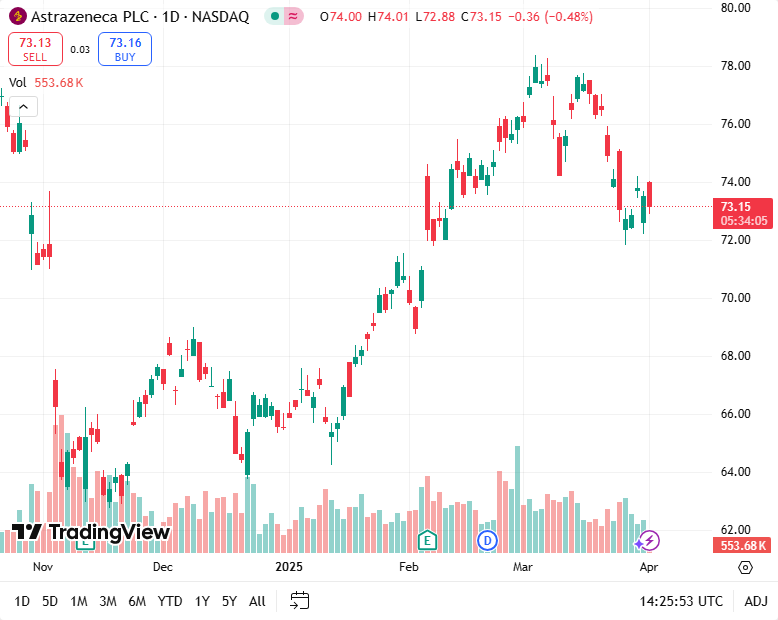 Astrazeneca PLC · 1D · NASDAQ O74.00 H74.01 L72.88 C73.15 −0.36 (−0.48%)
73.13 SELL 0.03 73.16 BUY
Vol 553.68K
80.00
78.00
76.00
74.00
73.15
05:34:05
72.00
70.00
68.00
66.00
64.00
62.00
553.68K
TradingView
E E D
Nov Dec 2025 Feb Mar Apr
1D 5D 1M 3M 6M YTD 1Y 5Y All 14:25:53 UTC ADJ